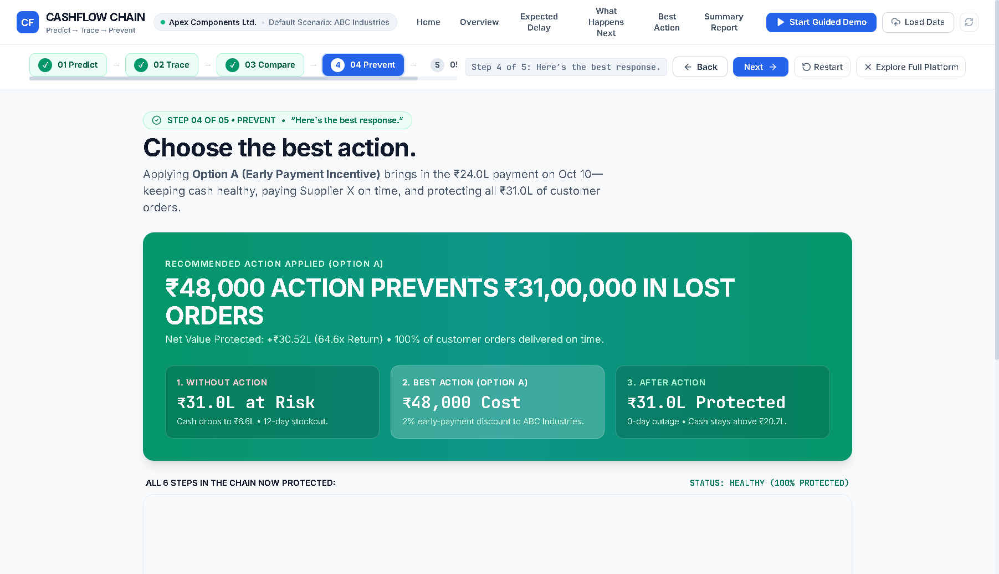 CF
CASHFLOW CHAIN
Predict → Trace → Prevent
Apex Components Ltd. • Default Scenario: ABC Industries
Home
Overview
Expected
Delay
What
Happens
Next
Best
Action
Summary
Report
Start Guided Demo
Load Data
01 Predict → 02 Trace → 03 Compare → 4 04 Prevent → 5
Step 4 of 5: Here's the best response.
Back
Next
Restart
Explore Full Platform
STEP 04 OF 05 • PREVENT • "Here's the best response."
Choose the best action.
Applying Option A (Early Payment Incentive) brings in the ₹24.0L payment on Oct 10—
keeping cash healthy, paying Supplier X on time, and protecting all ₹31.0L of customer
orders.
RECOMMENDED ACTION APPLIED (OPTION A)
₹48,000 ACTION PREVENTS ₹31,00,000 IN LOST
ORDERS
Net Value Protected: +₹30.52L (64.6x Return) • 100% of customer orders delivered on time.
1. WITHOUT ACTION
₹31.0L at Risk
Cash drops to ₹6.6L • 12-day stockout.
2. BEST ACTION (OPTION A)
₹48,000 Cost
2% early-payment discount to ABC Industries.
3. AFTER ACTION
₹31.0L Protected
0-day outage • Cash stays above ₹20.7L.
ALL 6 STEPS IN THE CHAIN NOW PROTECTED:
STATUS: HEALTHY (100% PROTECTED)